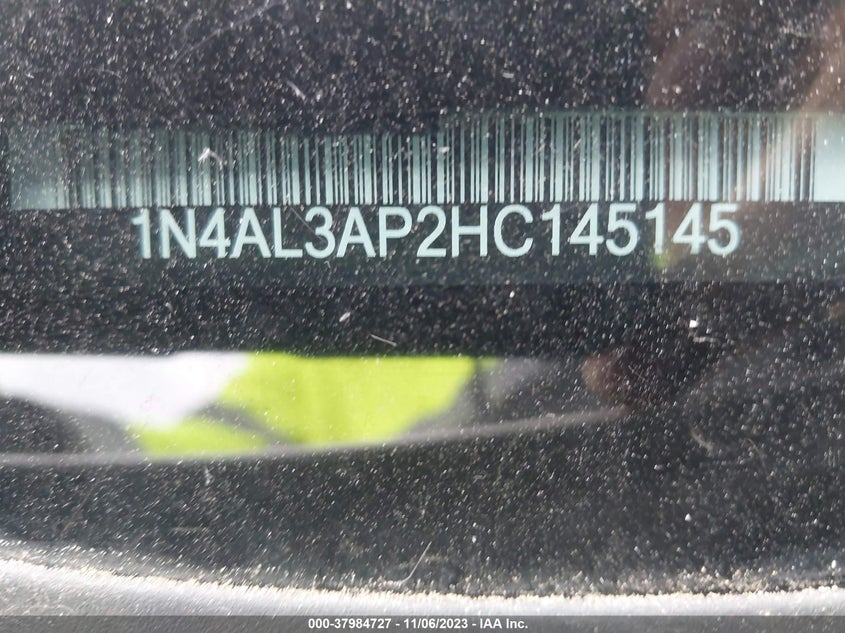 1N4AL3AP2HC145145
000-37984727 - 11/06/2023 - IAA Inc.